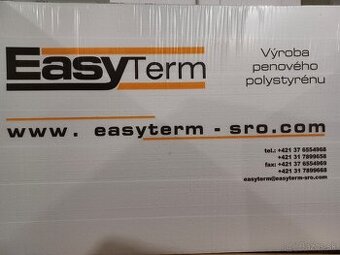 EasyTerm
Výroba
penového
polystyrénu
www. easyterm - sro.com
tel.: +421 37 6554968
+421 31 7899658
fax: +421 37 6554969
+421 31 7899668
easyterm@easyterm-sro.com